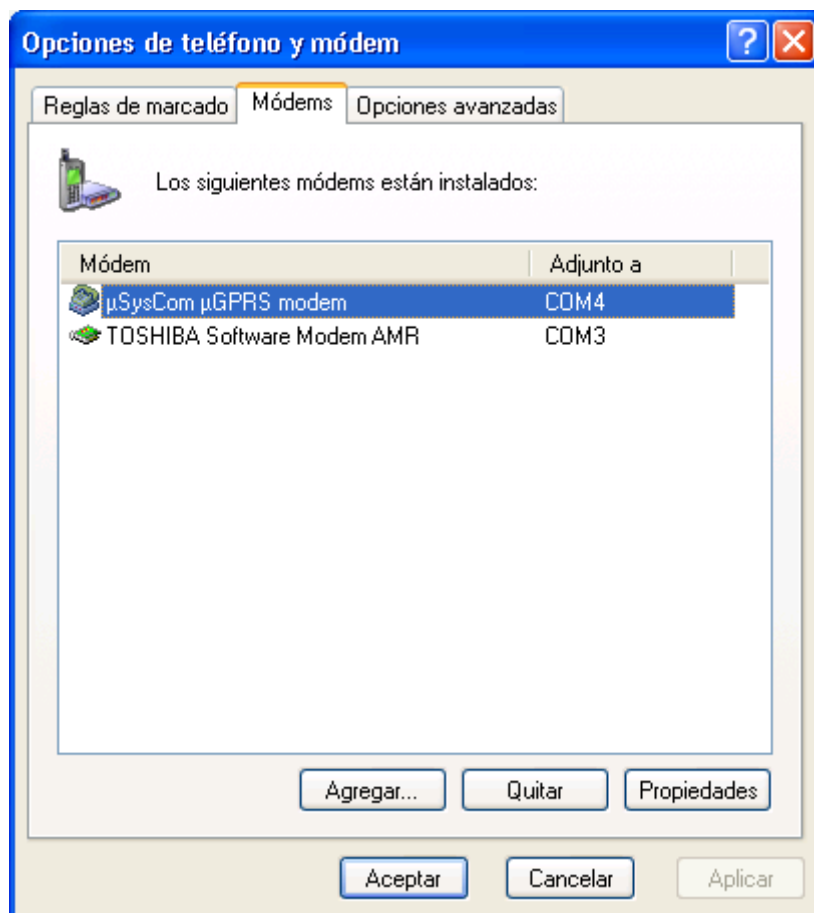 Opciones de teléfono y módem
Reglas de marcado Módems Opciones avanzadas
Los siguientes módems están instalados:
Módem Adjunto a
µSysCom µGPRS modem COM4
TOSHIBA Software Modem AMR COM3
Agregar... Quitar Propiedades
Aceptar Cancelar Aplicar